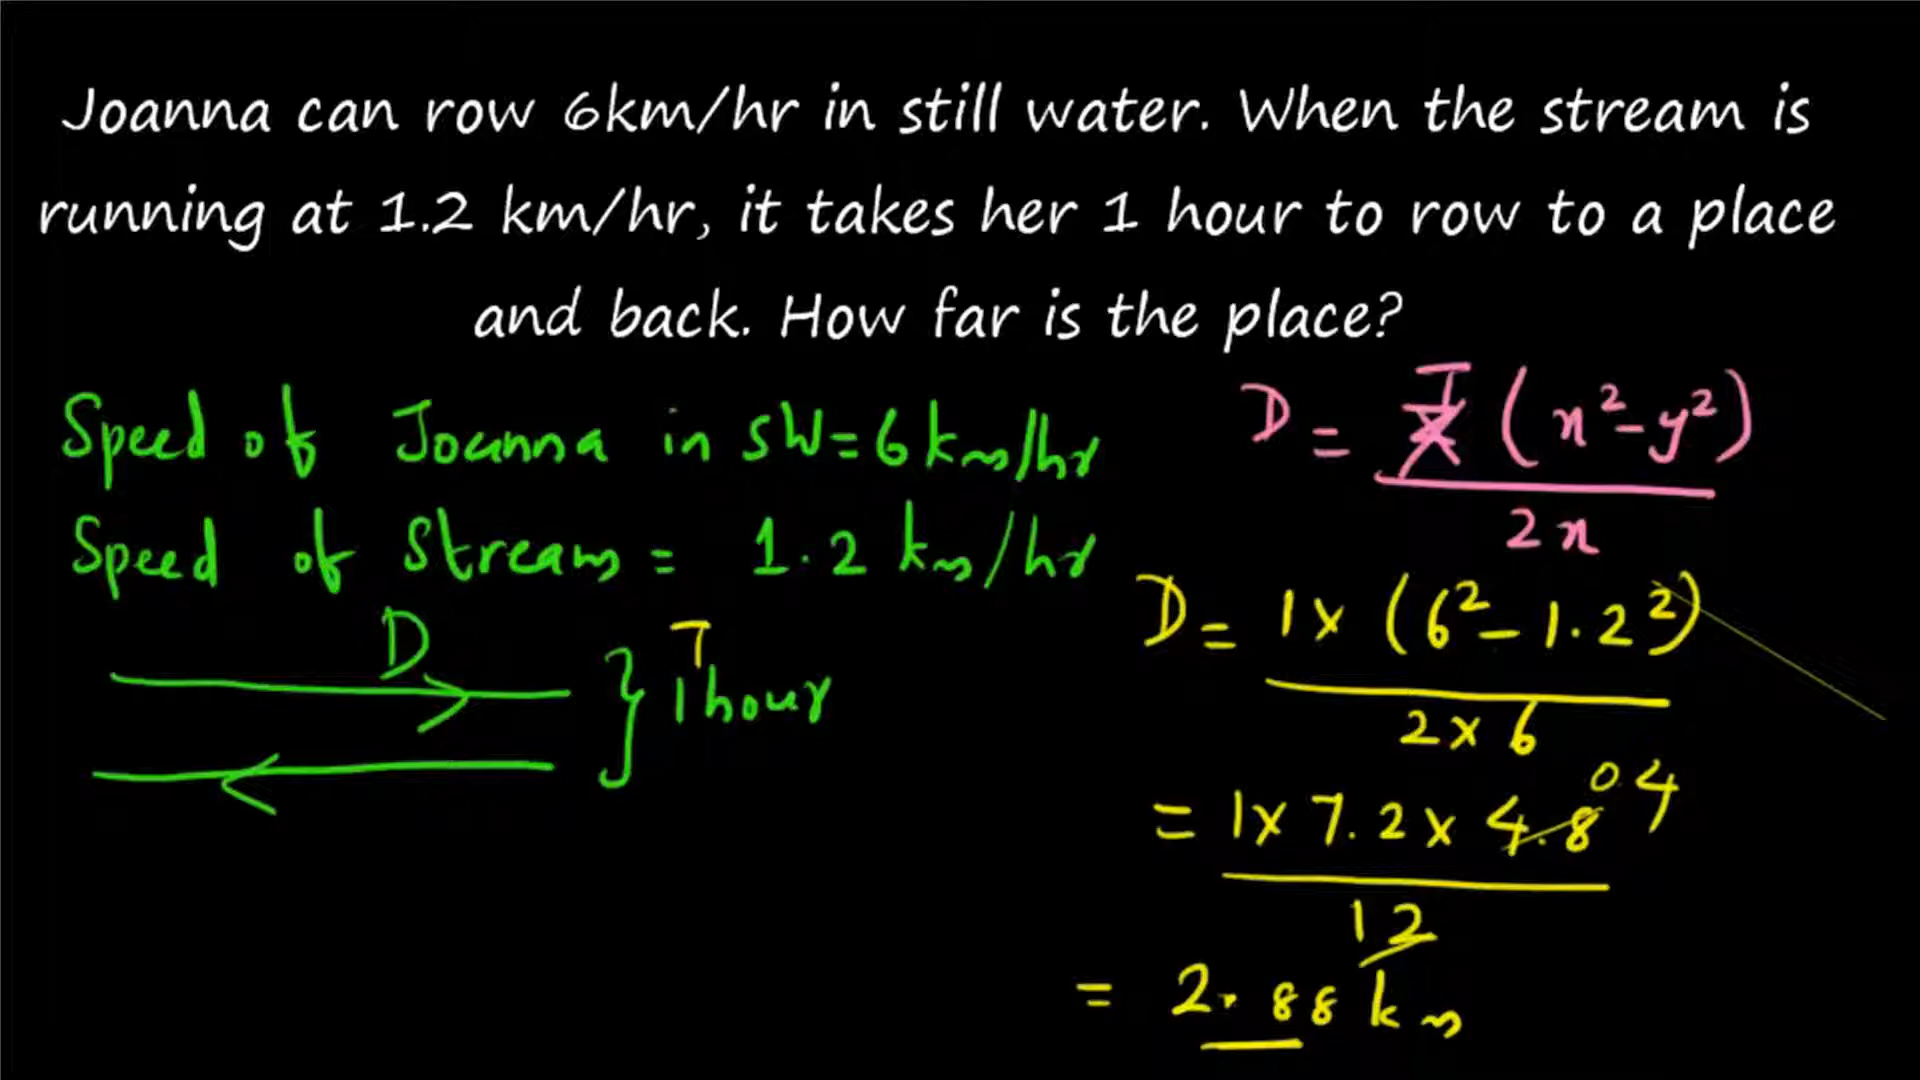 Joanna can row 6km/hr in still water. When the stream is
running at 1.2 km/hr, it takes her 1 hour to row to a place
and back. How far is the place?
Speed of Joanna in SW = 6 km/hr
Speed of Stream = 1.2 km/hr
D
T
1 hour
D = T (x² - y²)
2x
D = 1 x (6² - 1.2²)
2 x 6
= 1 x 7.2 x 4.8 0.4
12
= 2.88 km